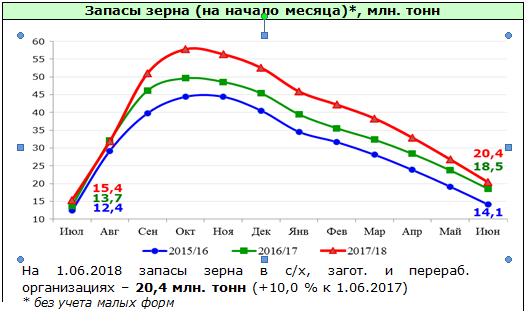 Запасы зерна (на начало месяца)*, млн. тонн
60
55
50
45
40
35
30
25
20
15
10
15,4
13,7
12,4
20,4
18,5
14,1
Июл Авг Сен Окт Ноя Дек Янв Фев Мар Апр Май Июн
2015/16 2016/17 2017/18
На 1.06.2018 запасы зерна в с/х, загот. и перераб.
организациях – 20,4 млн. тонн (+10,0 % к 1.06.2017)
* без учета малых форм